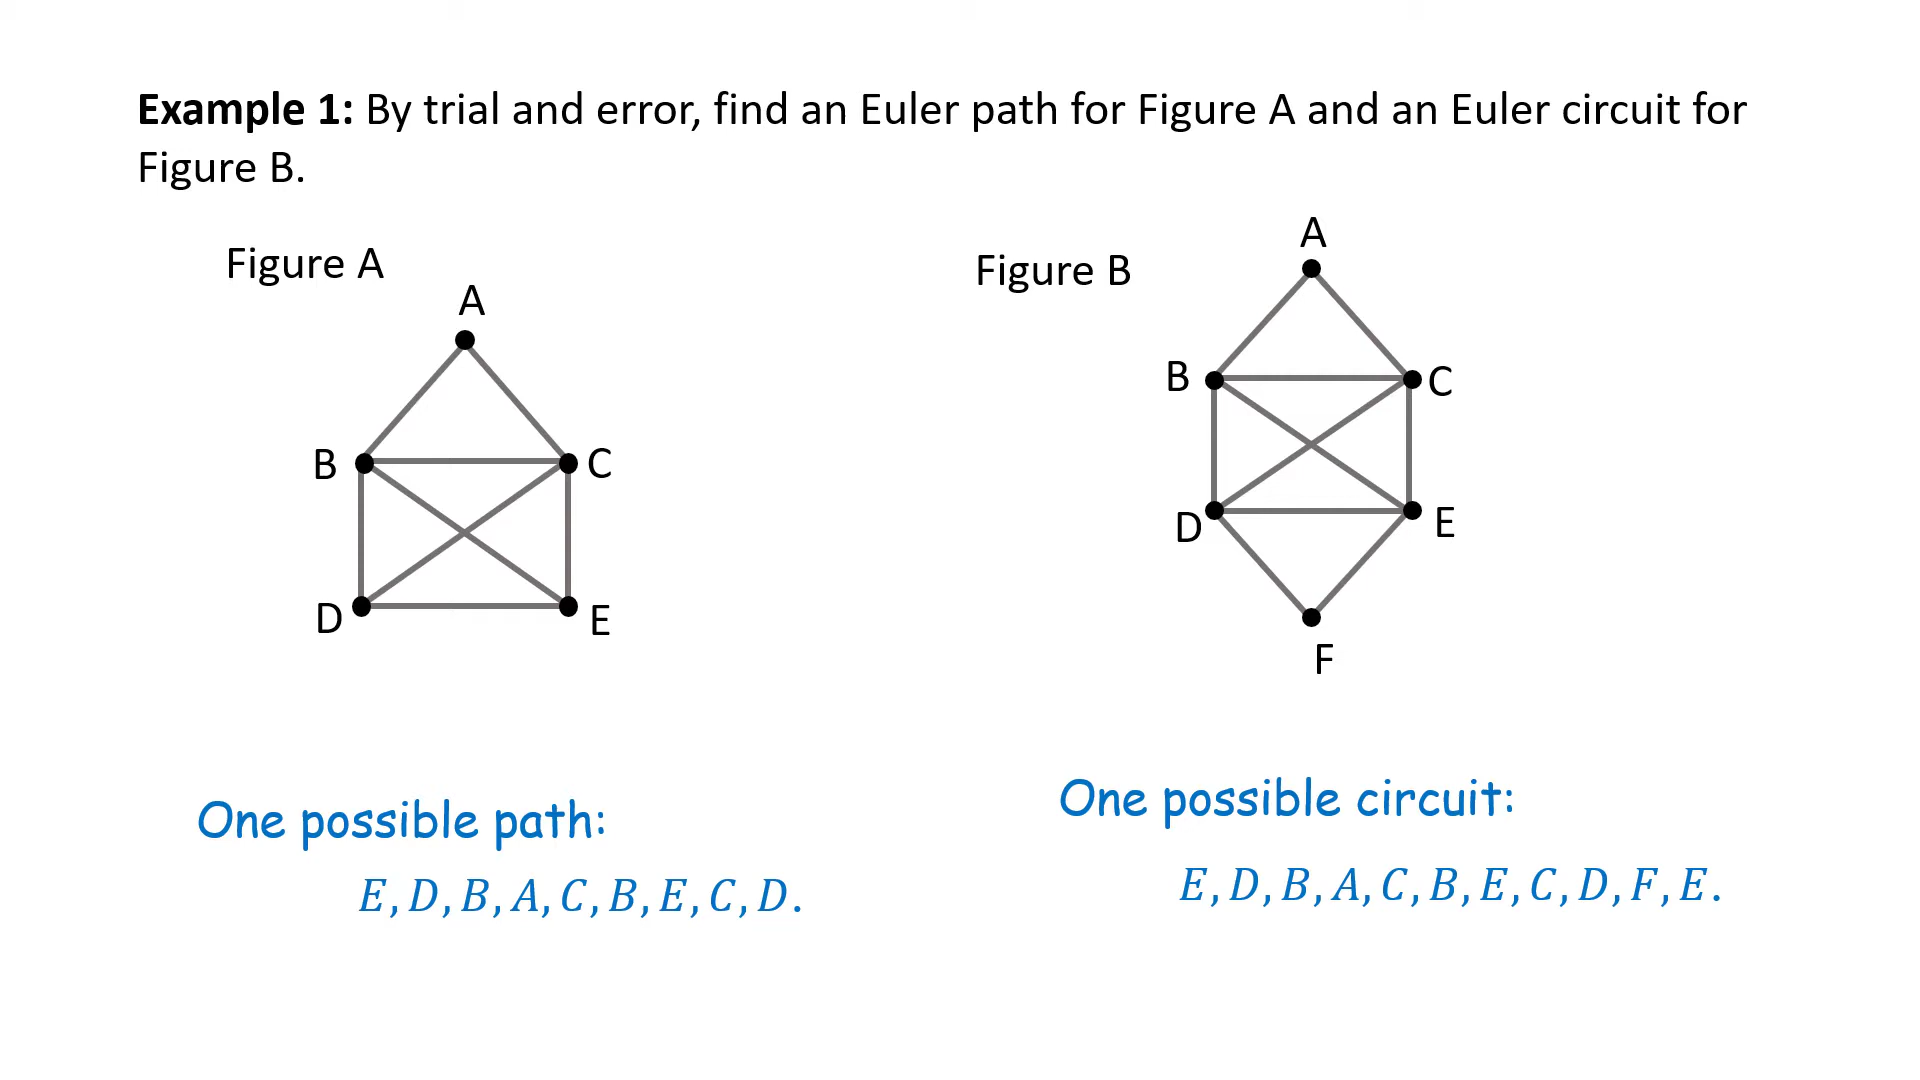 Example 1: By trial and error, find an Euler path for Figure A and an Euler circuit for
Figure B.
Figure A
A
B
C
D
E
Figure B
A
B
C
D
E
F
One possible path:
E, D, B, A, C, B, E, C, D.
One possible circuit:
E, D, B, A, C, B, E, C, D, F, E.